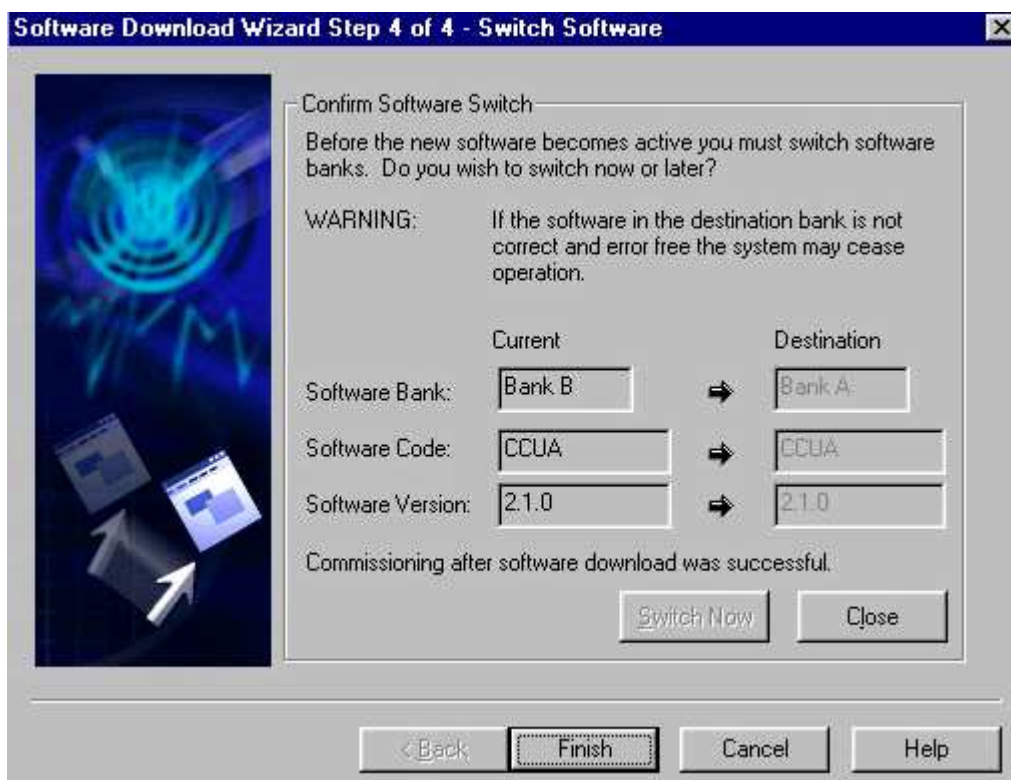 Software Download Wizard Step 4 of 4 - Switch Software
Confirm Software Switch
Before the new software becomes active you must switch software
banks. Do you wish to switch now or later?
WARNING: If the software in the destination bank is not
correct and error free the system may cease
operation.
Current Destination
Software Bank: Bank B Bank A
Software Code: CCUA CCUA
Software Version: 2.1.0 2.1.0
Commissioning after software download was successful.
Switch Now Close
< Back Finish Cancel Help